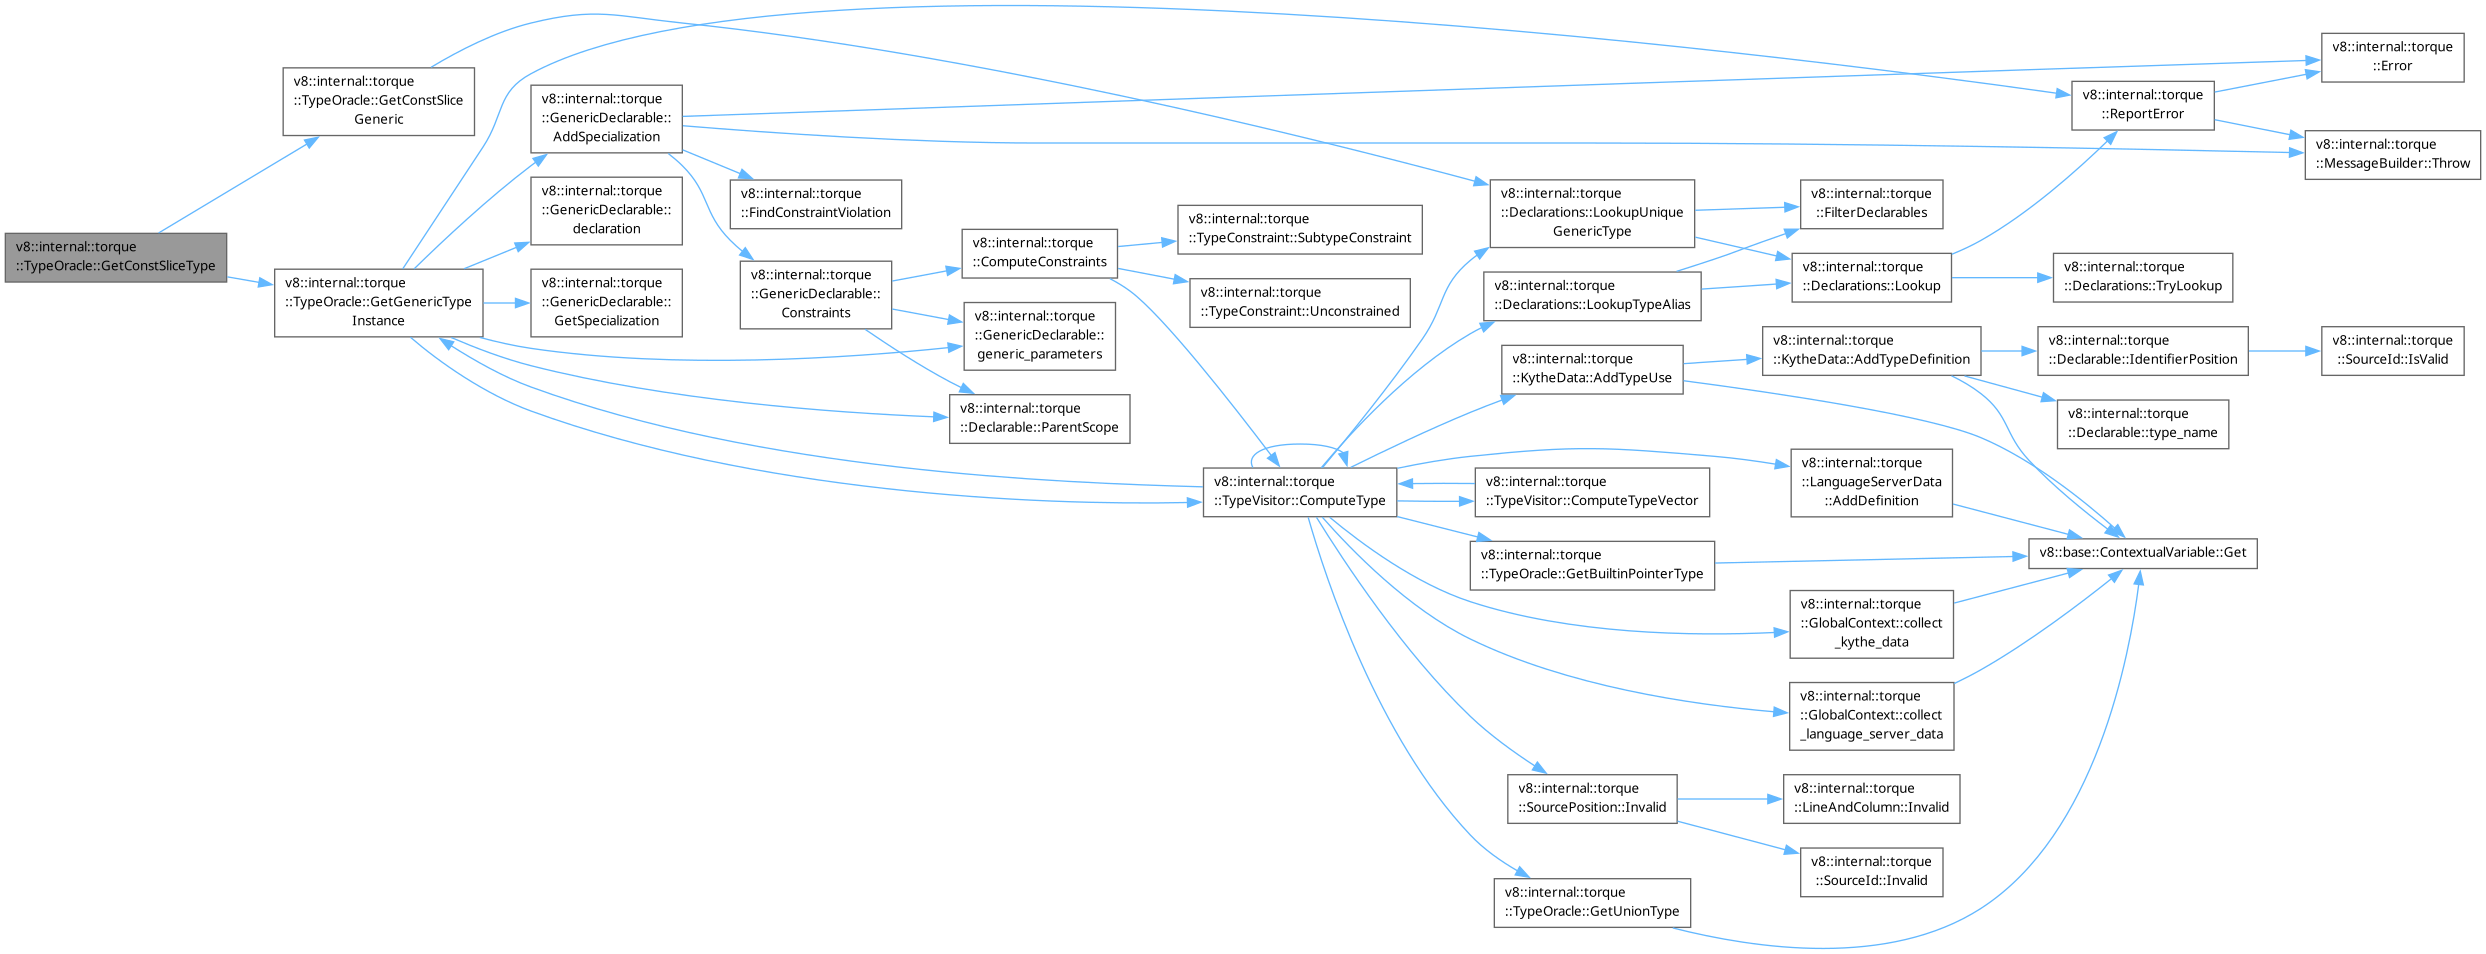 v8::internal::torque
::TypeOracle::GetConstSliceType
v8::internal::torque
::TypeOracle::GetConstSlice
Generic
v8::internal::torque
::TypeOracle::GetGenericType
Instance
v8::internal::torque
::GenericDeclarable::
AddSpecialization
v8::internal::torque
::GenericDeclarable::
declaration
v8::internal::torque
::GenericDeclarable::
GetSpecialization
v8::internal::torque
::FindConstraintViolation
v8::internal::torque
::GenericDeclarable::
Constraints
v8::internal::torque
::ComputeConstraints
v8::internal::torque
::GenericDeclarable::
generic_parameters
v8::internal::torque
::Declarable::ParentScope
v8::internal::torque
::TypeConstraint::SubtypeConstraint
v8::internal::torque
::TypeConstraint::Unconstrained
v8::internal::torque
::TypeVisitor::ComputeType
v8::internal::torque
::Declarations::LookupUnique
GenericType
v8::internal::torque
::Declarations::LookupTypeAlias
v8::internal::torque
::KytheData::AddTypeUse
v8::internal::torque
::TypeVisitor::ComputeTypeVector
v8::internal::torque
::TypeOracle::GetBuiltinPointerType
v8::internal::torque
::SourcePosition::Invalid
v8::internal::torque
::TypeOracle::GetUnionType
v8::internal::torque
::FilterDeclarables
v8::internal::torque
::Declarations::Lookup
v8::internal::torque
::KytheData::AddTypeDefinition
v8::internal::torque
::LanguageServerData
::AddDefinition
v8::internal::torque
::GlobalContext::collect
_kythe_data
v8::internal::torque
::GlobalContext::collect
_language_server_data
v8::internal::torque
::LineAndColumn::Invalid
v8::internal::torque
::SourceId::Invalid
v8::internal::torque
::ReportError
v8::internal::torque
::Declarations::TryLookup
v8::internal::torque
::Declarable::IdentifierPosition
v8::internal::torque
::Declarable::type_name
v8::base::ContextualVariable::Get
v8::internal::torque
::Error
v8::internal::torque
::MessageBuilder::Throw
v8::internal::torque
::SourceId::IsValid